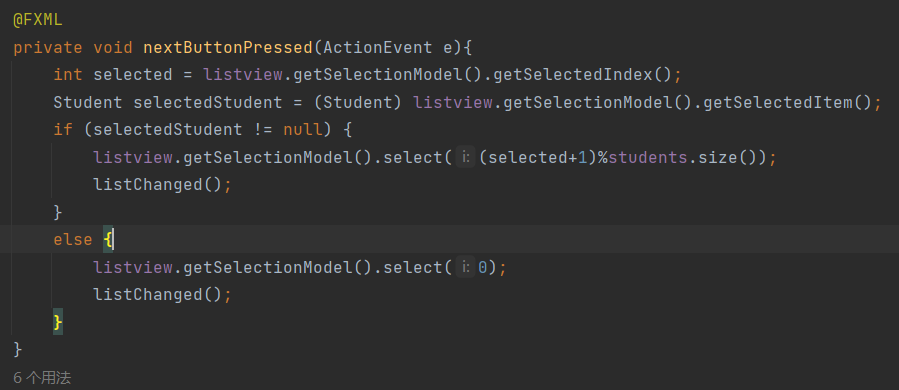 @FXML
private void nextButtonPressed(ActionEvent e){
    int selected = listview.getSelectionModel().getSelectedIndex();
    Student selectedStudent = (Student) listview.getSelectionModel().getSelectedItem();
    if (selectedStudent != null) {
        listview.getSelectionModel().select( i: (selected+1)%students.size());
        listChanged();
    }
    else {
        listview.getSelectionModel().select( i: 0);
        listChanged();
    }
}
6 个用法